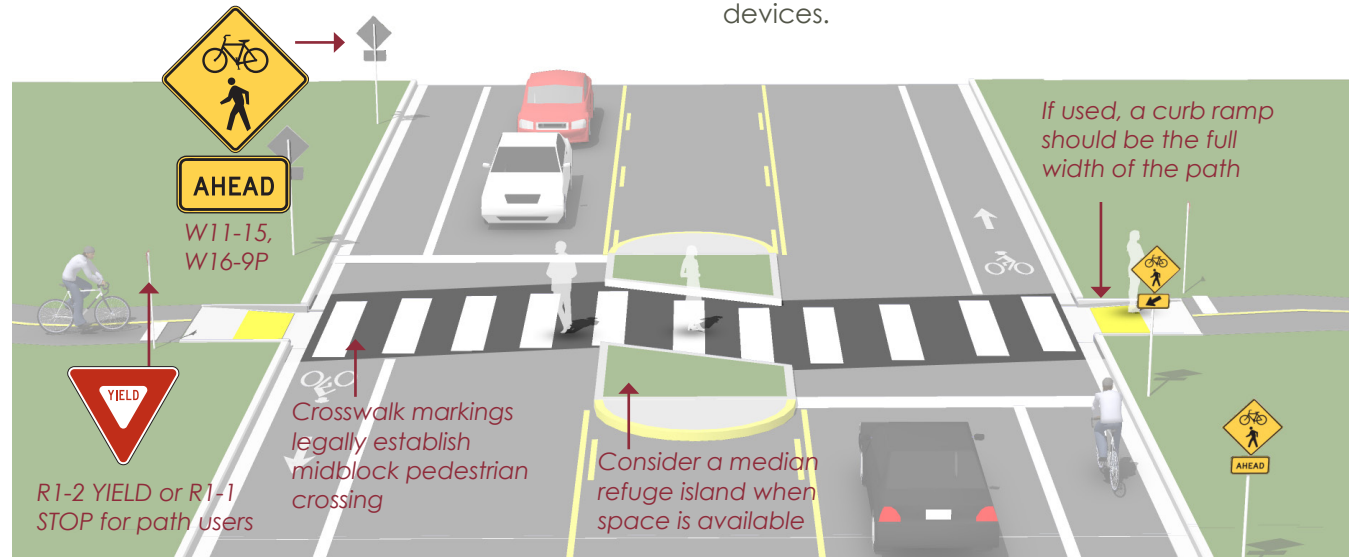 devices.
AHEAD
W11-15,
W16-9P
If used, a curb ramp
should be the full
width of the path
YIELD
R1-2 YIELD or R1-1
STOP for path users
Crosswalk markings
legally establish
midblock pedestrian
crossing
Consider a median
refuge island when
space is available
AHEAD